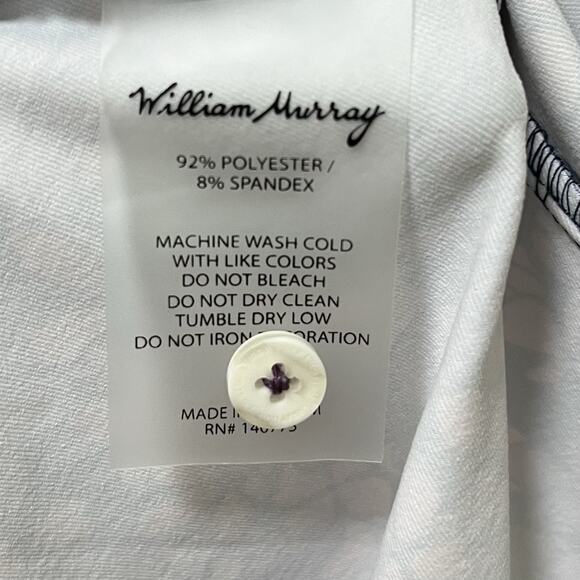 William Murray
92% POLYESTER /
8% SPANDEX
MACHINE WASH COLD
WITH LIKE COLORS
DO NOT BLEACH
DO NOT DRY CLEAN
TUMBLE DRY LOW
DO NOT IRON
MADE
RN#